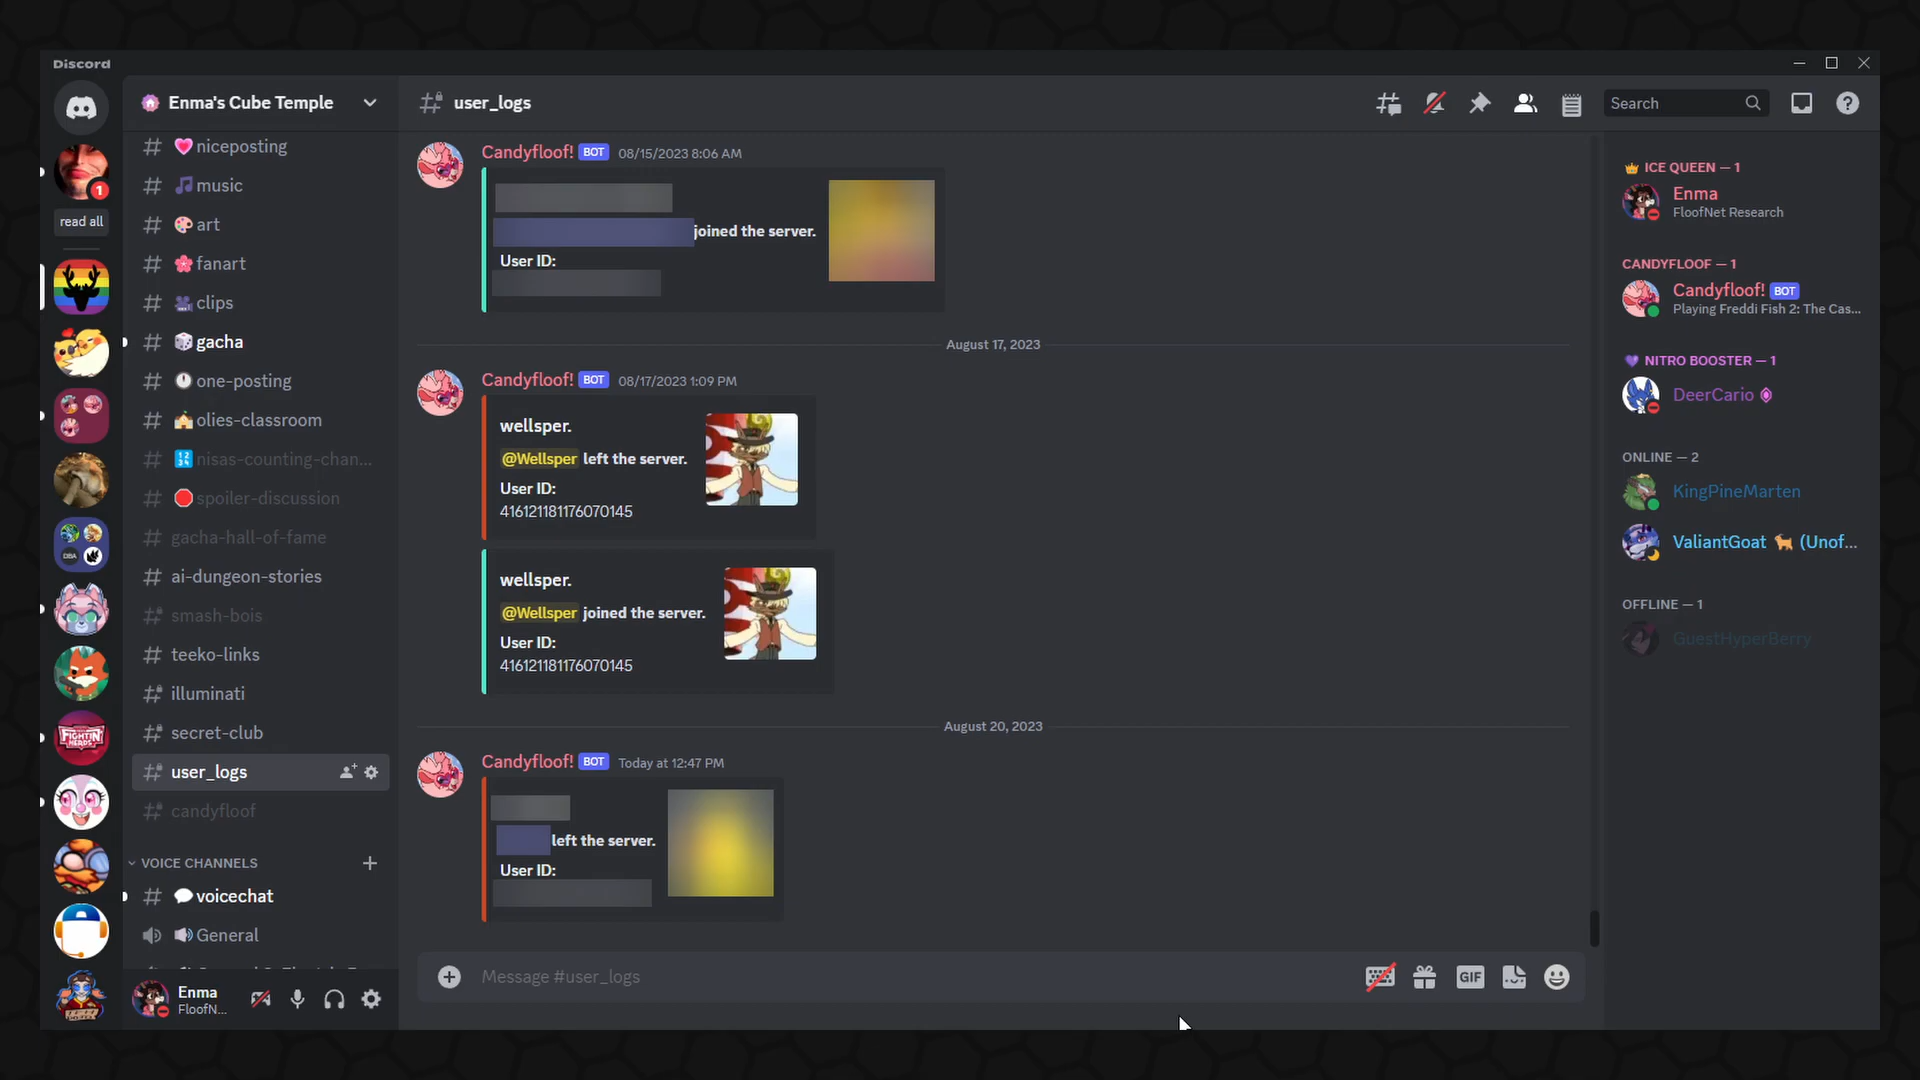 Discord
Enma's Cube Temple
user_logs
Search
1
read all
niceposting
music
art
fanart
clips
gacha
one-posting
olies-classroom
nisas-counting-chan...
spoiler-discussion
gacha-hall-of-fame
ai-dungeon-stories
smash-bois
teeko-links
illuminati
secret-club
user_logs
candyfloof
VOICE CHANNELS
voicechat
General
Enma
FloofN...
DBA
FIGHTIN'
HERDS
Candyfloof! BOT 08/15/2023 8:06 AM
joined the server.
User ID:
August 17, 2023
Candyfloof! BOT 08/17/2023 1:09 PM
wellsper.
@Wellsper left the server.
User ID:
416121181176070145
wellsper.
@Wellsper joined the server.
User ID:
416121181176070145
August 20, 2023
Candyfloof! BOT Today at 12:47 PM
left the server.
User ID:
Message #user_logs
GIF
ICE QUEEN — 1
Enma
FloofNet Research
CANDYFLOOF — 1
Candyfloof! BOT
Playing Freddi Fish 2: The Cas...
NITRO BOOSTER — 1
DeerCario
ONLINE — 2
KingPineMarten
ValiantGoat (Unof...
OFFLINE — 1
GuestHyperBerry